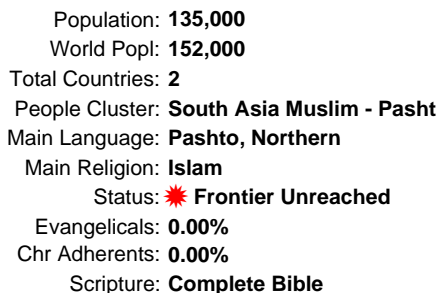 Population: 135,000
World Popl: 152,000
Total Countries: 2
People Cluster: South Asia Muslim - Pasht
Main Language: Pashto, Northern
Main Religion: Islam
Status: Frontier Unreached
Evangelicals: 0.00%
Chr Adherents: 0.00%
Scripture: Complete Bible